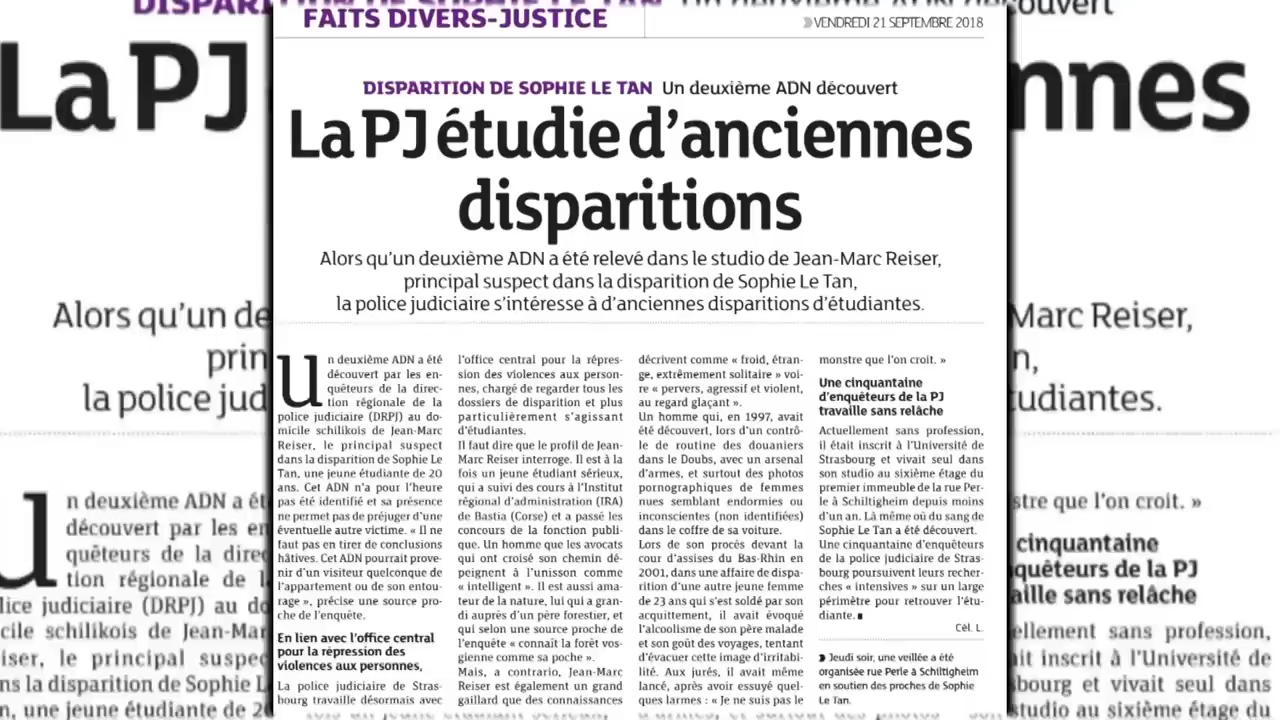 FAITS DIVERS-JUSTICE
VENDREDI 21 SEPTEMBRE 2018
DISPARITION DE SOPHIE LE TAN Un deuxième ADN découvert
La PJ étudie d'anciennes
disparitions
Alors qu'un deuxième ADN a été relevé dans le studio de Jean-Marc Reiser,
principal suspect dans la disparition de Sophie Le Tan,
la police judiciaire s'intéresse à d'anciennes disparitions d'étudiantes.
Un deuxième ADN a été
découvert par les en-
quêteurs de la direc-
tion régionale de la
police judiciaire (DRPJ) au do-
micile schilikois de Jean-Marc
Reiser, le principal suspect
dans la disparition de Sophie Le
Tan, une jeune étudiante de 20
ans. Cet ADN n'a pour l'heure
pas été identifié et sa présence
ne permet pas de préjuger d'une
éventuelle autre victime. « Il ne
faut pas en tirer de conclusions
hâtives. Cet ADN pourrait prove-
nir d'un visiteur quelconque de
l'appartement ou de son entou-
rage », précise une source pro-
che de l'enquête.
En lien avec l'office central
pour la répression des
violences aux personnes,
La police judiciaire de Stras-
bourg travaille désormais avec
l'office central pour la répres-
sion des violences aux person-
nes, chargé de regarder tous les
dossiers de disparition et plus
particulièrement s'agissant
d'étudiantes.
Il faut dire que le profil de Jean-
Marc Reiser interroge. Il est à la
fois un jeune étudiant sérieux,
qui a suivi des cours à l'Institut
régional d'administration (IRA)
de Bastia (Corse) et a passé les
concours de la fonction publi-
que. Un homme que les avocats
qui ont croisé son chemin dé-
peignent à l'unisson comme
« intelligent ». Il est aussi ama-
teur de la nature, lui qui a gran-
di auprès d'un père forestier, et
qui selon une source proche de
l'enquête « connaît la forêt vos-
gienne comme sa poche ».
Mais, a contrario, Jean-Marc
Reiser est également un grand
gaillard que des connaissances
décrivent comme « froid, étran-
ge, extrêmement solitaire » voi-
re « pervers, agressif et violent,
au regard glaçant ».
Un homme qui, en 1997, avait
été découvert, lors d'un contrô-
le de routine des douaniers
dans le Doubs, avec un arsenal
d'armes, et surtout des photos
pornographiques de femmes
nues semblant endormies ou
inconscientes (non identifiées)
dans le coffre de sa voiture.
Lors de son procès devant la
cour d'assises du Bas-Rhin en
2001, dans une affaire de dispa-
rition d'une autre jeune femme
de 23 ans qui s'est soldé par son
acquittement, il avait évoqué
l'alcoolisme de son père malade
et son goût des voyages, tentant
d'évacuer cette image d'irritabi-
lité. Aux jurés, il avait même
lancé, après avoir essuyé quel-
ques larmes : « Je ne suis pas le
monstre que l'on croit. »
Une cinquantaine
d'enquêteurs de la PJ
travaille sans relâche
Actuellement sans profession,
il était inscrit à l'Université de
Strasbourg et vivait seul dans
son studio au sixième étage du
premier immeuble de la rue Per-
le à Schiltigheim depuis moins
d'un an. Là même où du sang de
Sophie Le Tan a été découvert.
Une cinquantaine d'enquêteurs
de la police judiciaire de Stras-
bourg poursuivent leurs recher-
ches « intensives » sur un large
périmètre pour retrouver l'étu-
diante.
Cél. L.
Jeudi soir, une veillée a été
organisée rue Perle à Schiltigheim
en soutien des proches de Sophie
Le Tan.